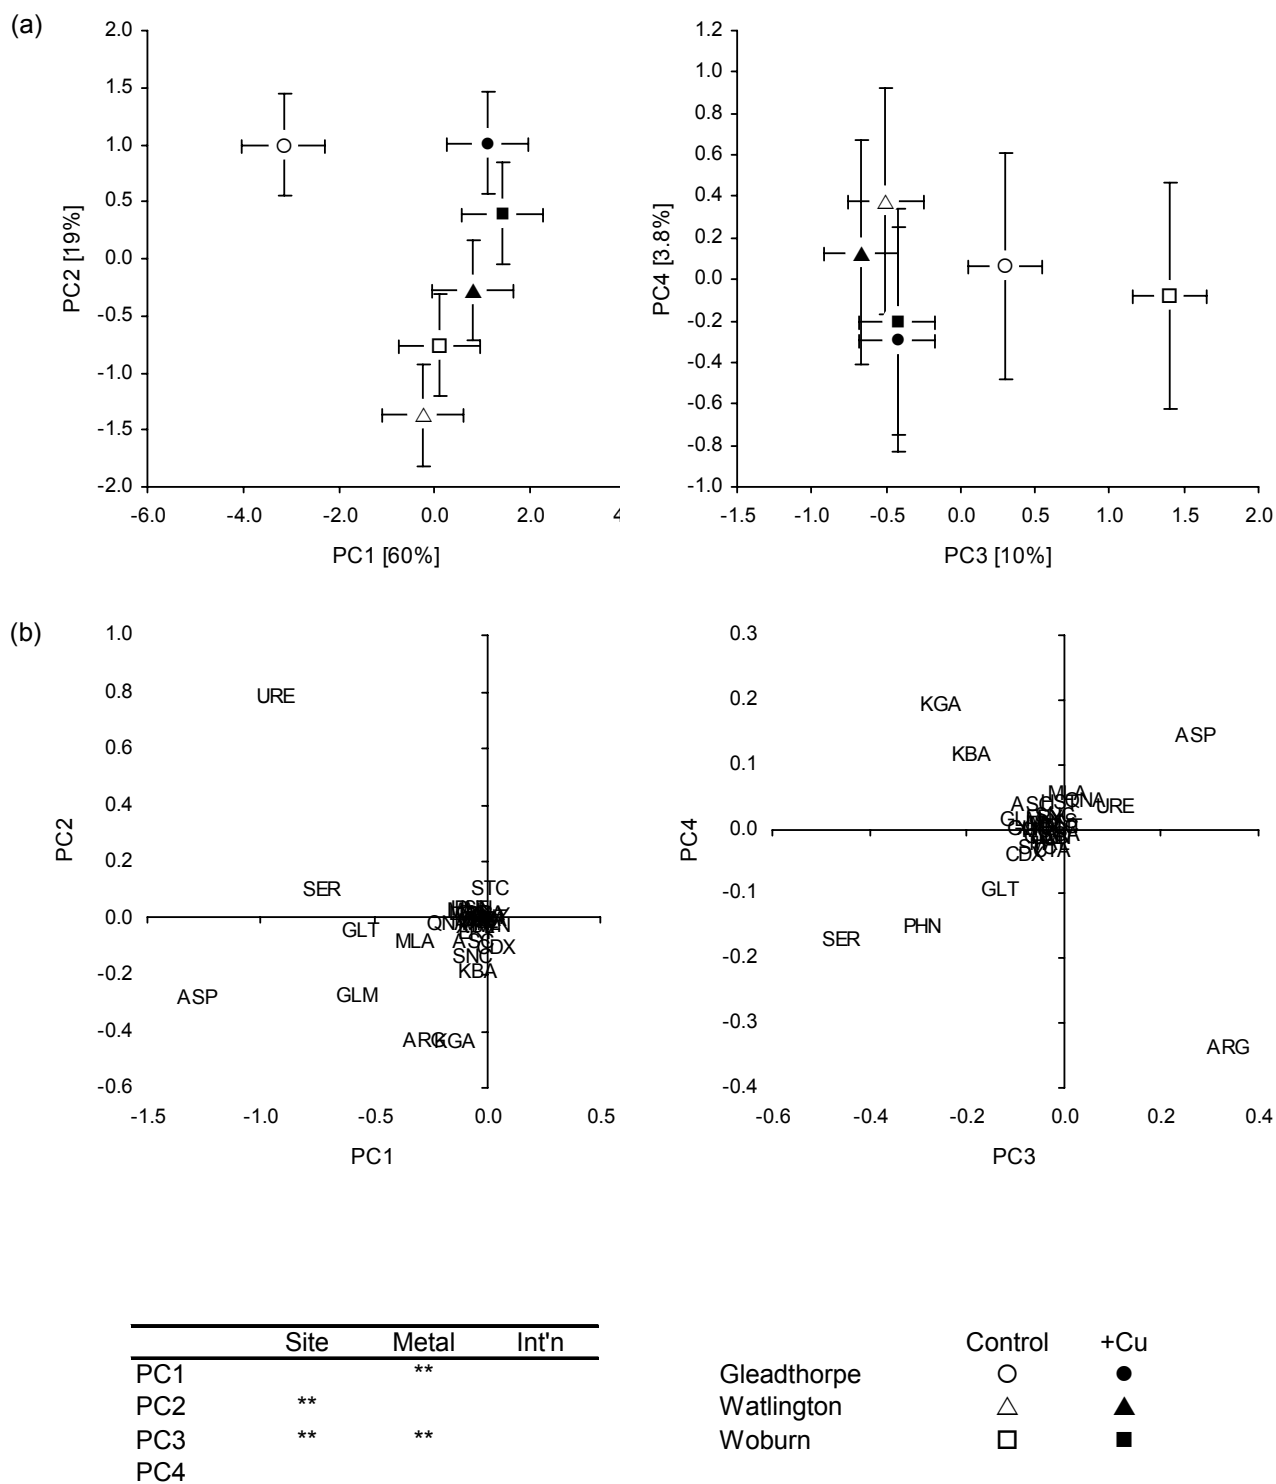 (a)
2.0
1.5
1.0
0.5
0.0
-0.5
-1.0
-1.5
-2.0
PC2 [19%]
-6.0 -4.0 -2.0 0.0 2.0
PC1 [60%]
1.2
1.0
0.8
0.6
0.4
0.2
0.0
-0.2
-0.4
-0.6
-0.8
-1.0
PC4 [3.8%]
-1.5 -1.0 -0.5 0.0 0.5 1.0 1.5 2.0
PC3 [10%]
(b)
1.0
0.8
0.6
0.4
0.2
0.0
-0.2
-0.4
-0.6
PC2
URE
SER
STC
GLT
MLA
ASC
CDX
SNC
KBA
ASP
GLM
ARG
KGA
-1.5 -1.0 -0.5 0.0 0.5
PC1
0.3
0.2
0.1
0.0
-0.1
-0.2
-0.3
-0.4
PC4
KGA
ASP
KBA
MLA
ASC
QNA
URE
CDX
GLT
PHN
SER
ARG
-0.6 -0.4 -0.2 0.0 0.2 0.4
PC3
Site Metal Int'n
PC1 **
PC2 **
PC3 ** **
PC4
Control +Cu
Gleadthorpe
Watlington
Woburn